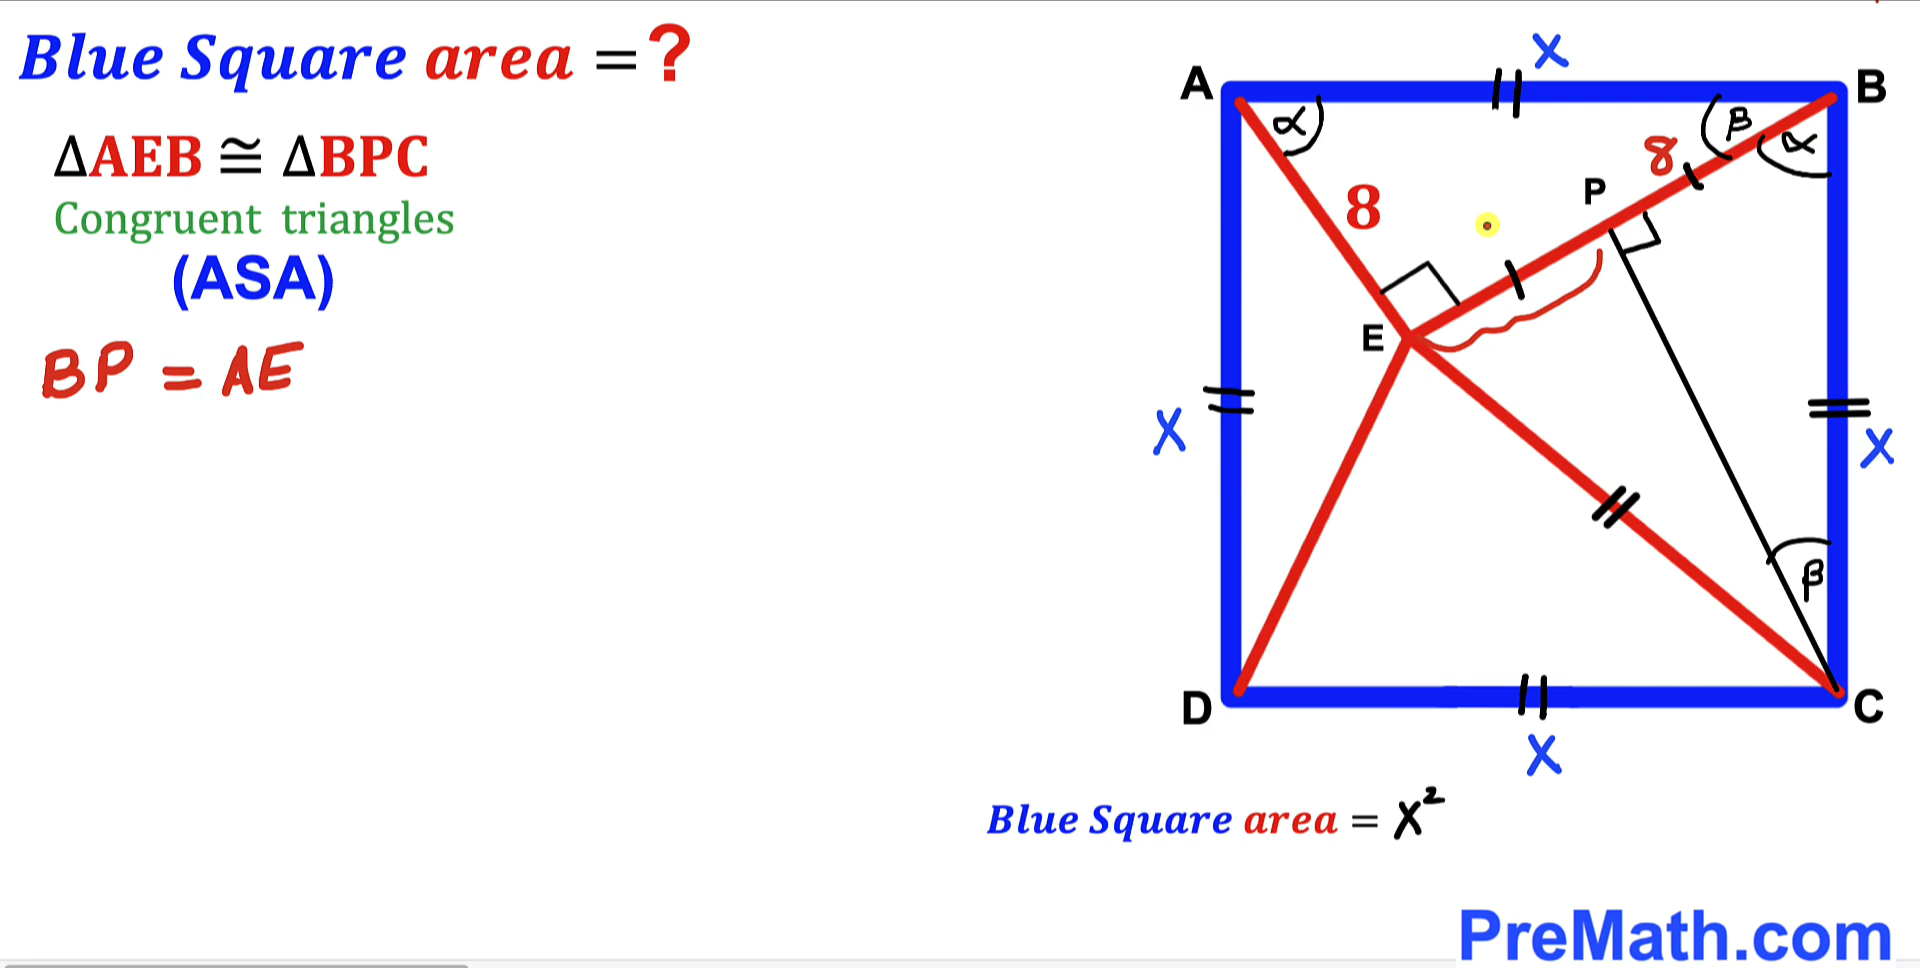 Blue Square area = ?
ΔAEB ≅ ΔBPC
Congruent triangles
(ASA)
BP = AE
X
A
B
α
β
α
8
P
8
E
X
X
β
D
C
X
Blue Square area = X²
PreMath.com